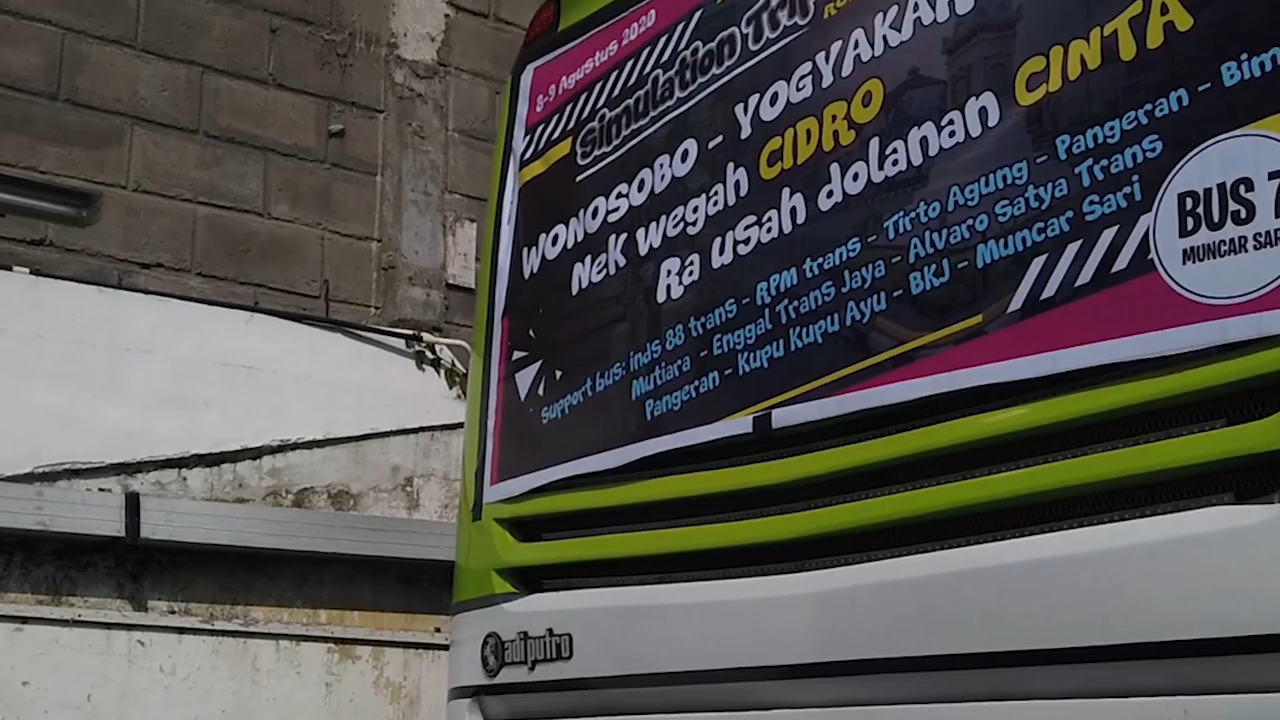 8-9 Agustus 2020
Simulation Trip
WONOSOBO - YOGYAKAR
Nek wegah CIDRO
Ra usah dolanan CINTA
Support bus: inds 88 trans - RPM trans - Tirto Agung - Pangeran - Bim
Mutiara - Enggal Trans Jaya - Alvaro Satya Trans
Pangeran - Kupu Kupu Ayu - BKJ - Muncar Sari
BUS 7
MUNCAR SAR
adiputro